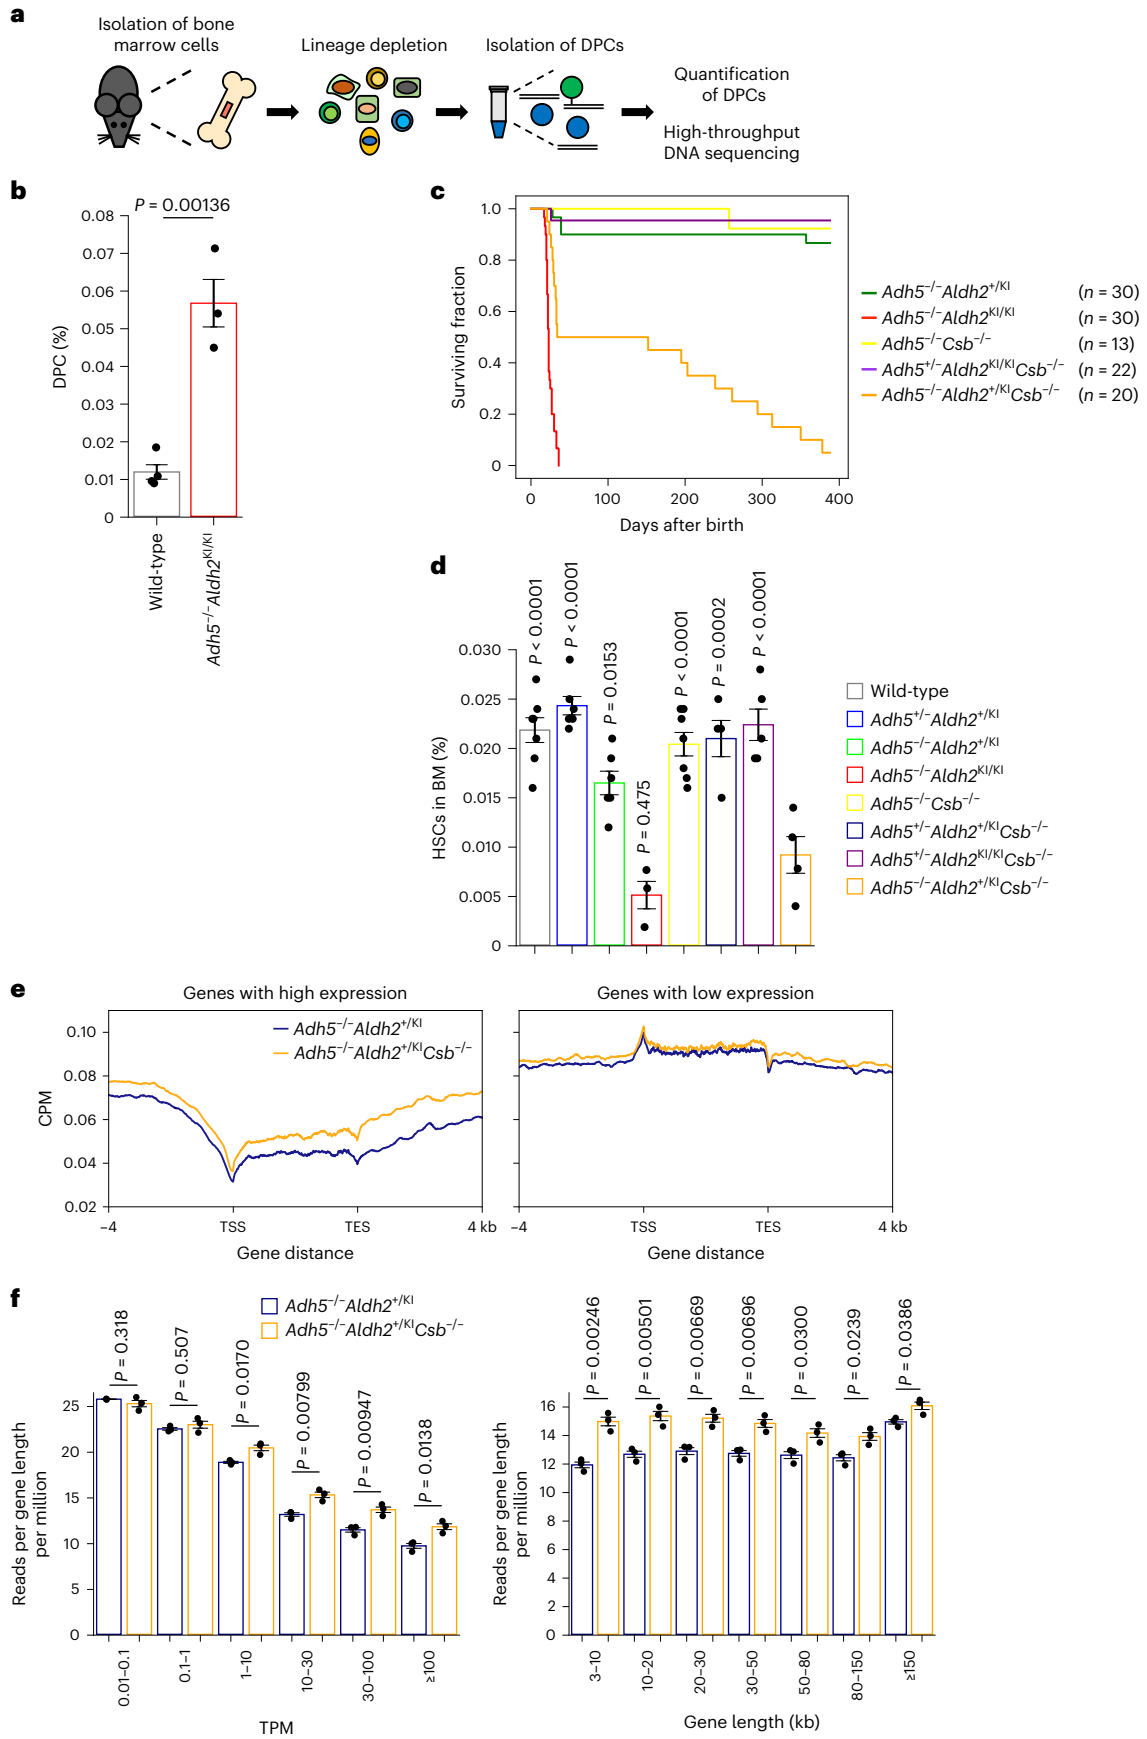 a
Isolation of bone
marrow cells
Lineage depletion
Isolation of DPCs
Quantification
of DPCs
High-throughput
DNA sequencing
b
P = 0.00136
0.08
0.07
0.06
0.05
0.04
0.03
0.02
0.01
0
DPC (%)
Wild-type
Adh5−/−Aldh2KI/KI
c
1.0
0.8
0.6
0.4
0.2
0
Surviving fraction
0 100 200 300 400
Days after birth
Adh5−/−Aldh2+/KI (n = 30)
Adh5−/−Aldh2KI/KI (n = 30)
Adh5−/−Csb−/− (n = 13)
Adh5+/−Aldh2KI/KICsb−/− (n = 22)
Adh5−/−Aldh2+/KICsb−/− (n = 20)
d
P < 0.0001
P < 0.0001
P = 0.0153
P = 0.475
P < 0.0001
P = 0.0002
P < 0.0001
0.030
0.025
0.020
0.015
0.010
0.005
0
HSCs in BM (%)
Wild-type
Adh5+/−Aldh2+/KI
Adh5−/−Aldh2+/KI
Adh5−/−Aldh2KI/KI
Adh5−/−Csb−/−
Adh5+/−Aldh2+/KICsb−/−
Adh5+/−Aldh2KI/KICsb−/−
Adh5−/−Aldh2+/KICsb−/−
e
Genes with high expression
Adh5−/−Aldh2+/KI
Adh5−/−Aldh2+/KICsb−/−
0.10
0.08
0.06
0.04
0.02
CPM
−4 TSS TES 4 kb
Gene distance
Genes with low expression
−4 TSS TES 4 kb
Gene distance
f
Adh5−/−Aldh2+/KI
Adh5−/−Aldh2+/KICsb−/−
P = 0.318
P = 0.507
P = 0.0170
P = 0.00799
P = 0.00947
P = 0.0138
25
20
15
10
5
0
Reads per gene length
per million
0.01–0.1
0.1–1
1–10
10–30
30–100
≥100
TPM
P = 0.00246
P = 0.00501
P = 0.00669
P = 0.00696
P = 0.0300
P = 0.0239
P = 0.0386
16
14
12
10
8
6
4
2
0
Reads per gene length
per million
3–10
10–20
20–30
30–50
50–80
80–150
≥150
Gene length (kb)